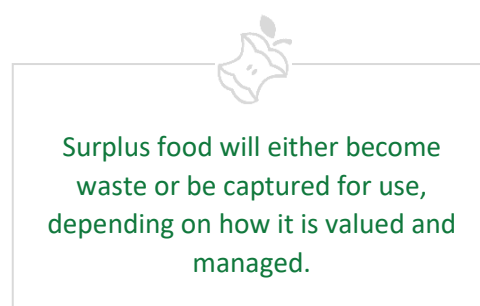 Surplus food will either become
waste or be captured for use,
depending on how it is valued and
managed.